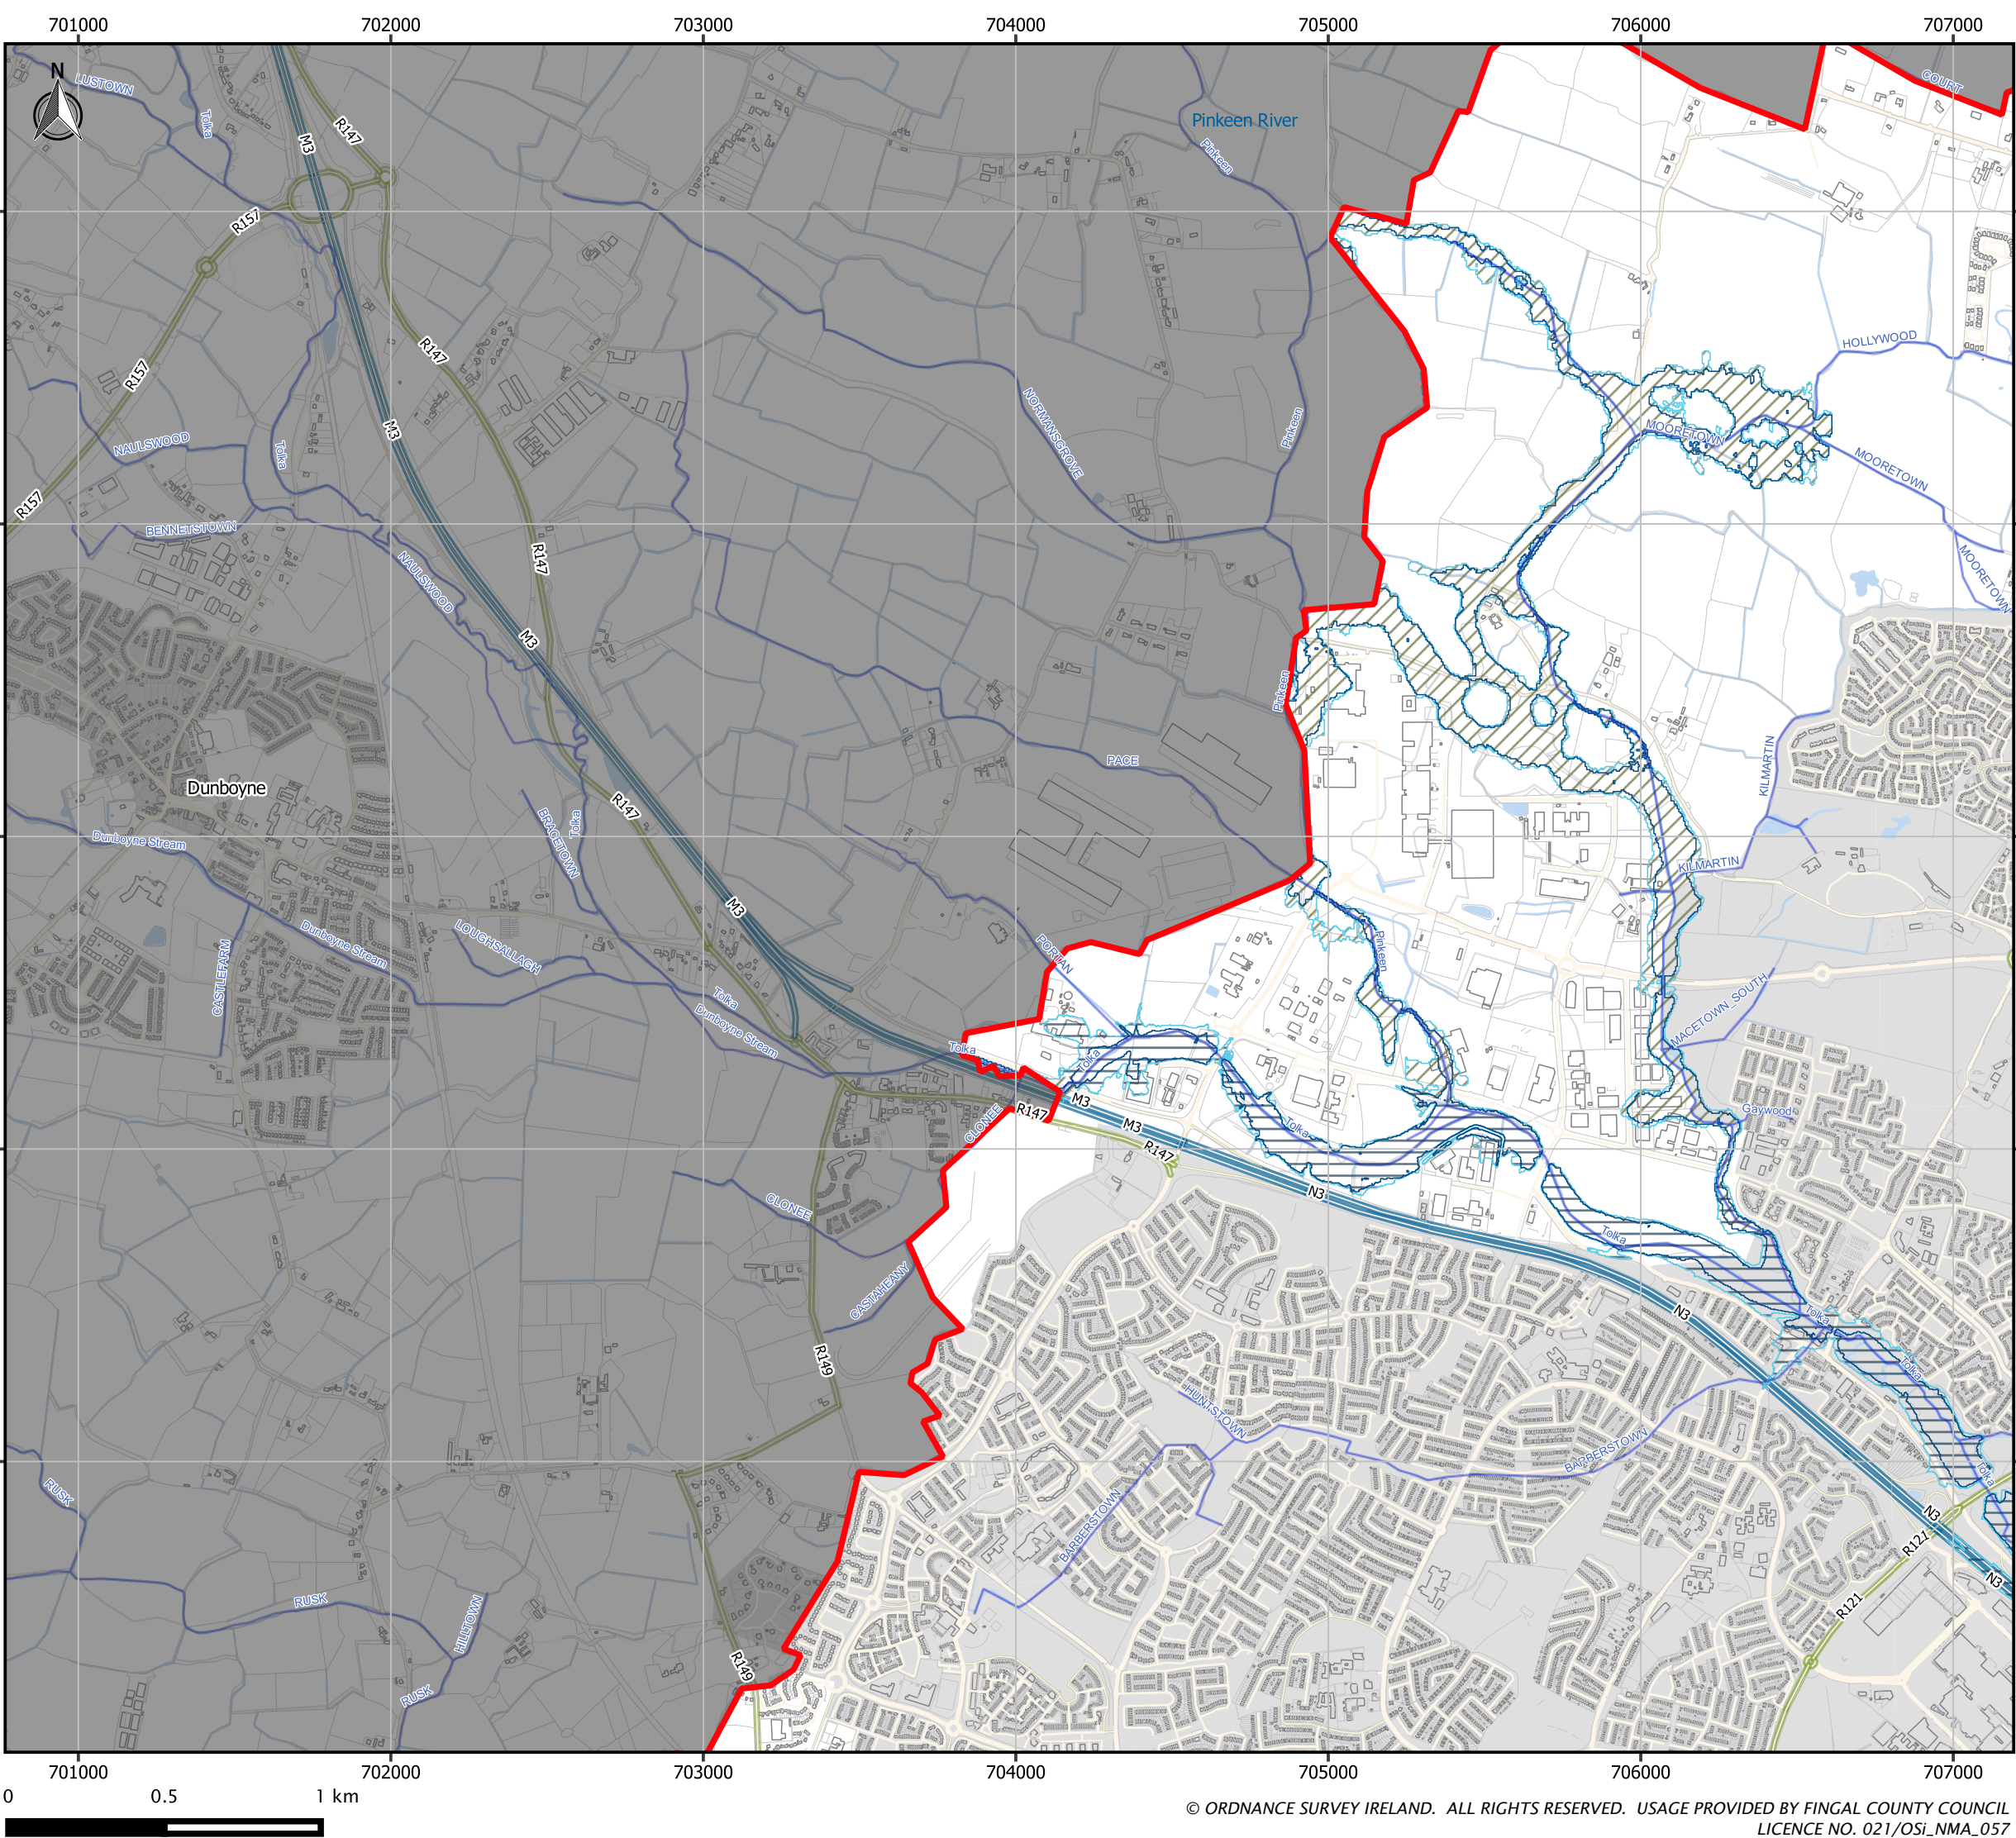 701000 702000 703000 704000 705000 706000 707000
N
LUSTOWN
Tolka
M3
R147
Pinkeen River
Pinkeen
COURT
R157
R157
R157
R147
M3
NAULSWOOD
Tolka
BENNETSTOWN
NAULSWOOD
R147
M3
NORMANSGROVE
Pinkeen
HOLLYWOOD
MOORETOWN
MOORETOWN
MOORETOWN
Pinkeen
PACE
KILMARTIN
KILMARTIN
Dunboyne
Dunboyne Stream
R147
BRACETOWN
Tolka
M3
CASTLEFARM
Dunboyne Stream
LOUGHSALLAGH
Tolka
Dunboyne Stream
PORTAN
Pinkeen
MACETOWN_SOUTH
Tolka
Tolka
M3
R147
CLONEE
M3
R147
Tolka
Gaywood
N3
CLONEE
CASTAHEANY
Tolka
R149
N3
Tolka
Tolka
HUNTSTOWN
BARBERSTOWN
BARBERSTOWN
Tolka
N3
R121
N3
R121
RUSK
RUSK
HILLTOWN
RUSK
R149
701000 702000 703000 704000 705000 706000 707000
0 0.5 1 km
© ORDNANCE SURVEY IRELAND. ALL RIGHTS RESERVED. USAGE PROVIDED BY FINGAL COUNTY COUNCIL
LICENCE NO. 021/OSi_NMA_057